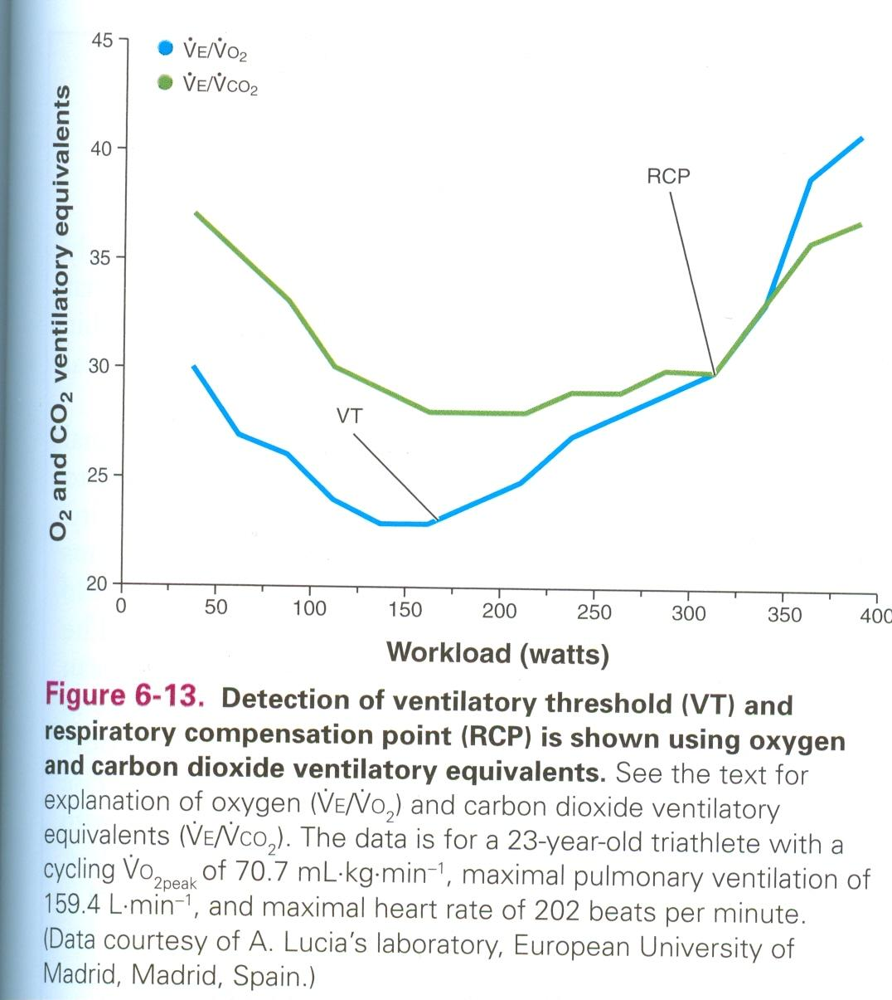 45
V̇E/V̇O₂
V̇E/V̇CO₂
40
RCP
35
30
VT
25
20
O₂ and CO₂ ventilatory equivalents
0 50 100 150 200 250 300 350 400
Workload (watts)
Figure 6-13. Detection of ventilatory threshold (VT) and
respiratory compensation point (RCP) is shown using oxygen
and carbon dioxide ventilatory equivalents. See the text for
explanation of oxygen (V̇E/V̇O₂) and carbon dioxide ventilatory
equivalents (V̇E/V̇CO₂). The data is for a 23-year-old triathlete with a
cycling V̇O₂peak of 70.7 mL·kg·min⁻¹, maximal pulmonary ventilation of
159.4 L·min⁻¹, and maximal heart rate of 202 beats per minute.
(Data courtesy of A. Lucia's laboratory, European University of
Madrid, Madrid, Spain.)